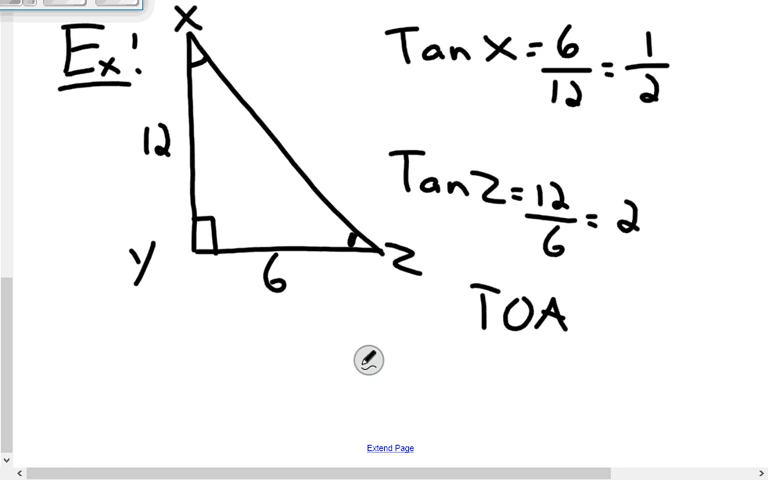 Ex!
X
12
Y
6
Z
Tan X = 6/12 = 1/2
Tan Z = 12/6 = 2
TOA
Extend Page